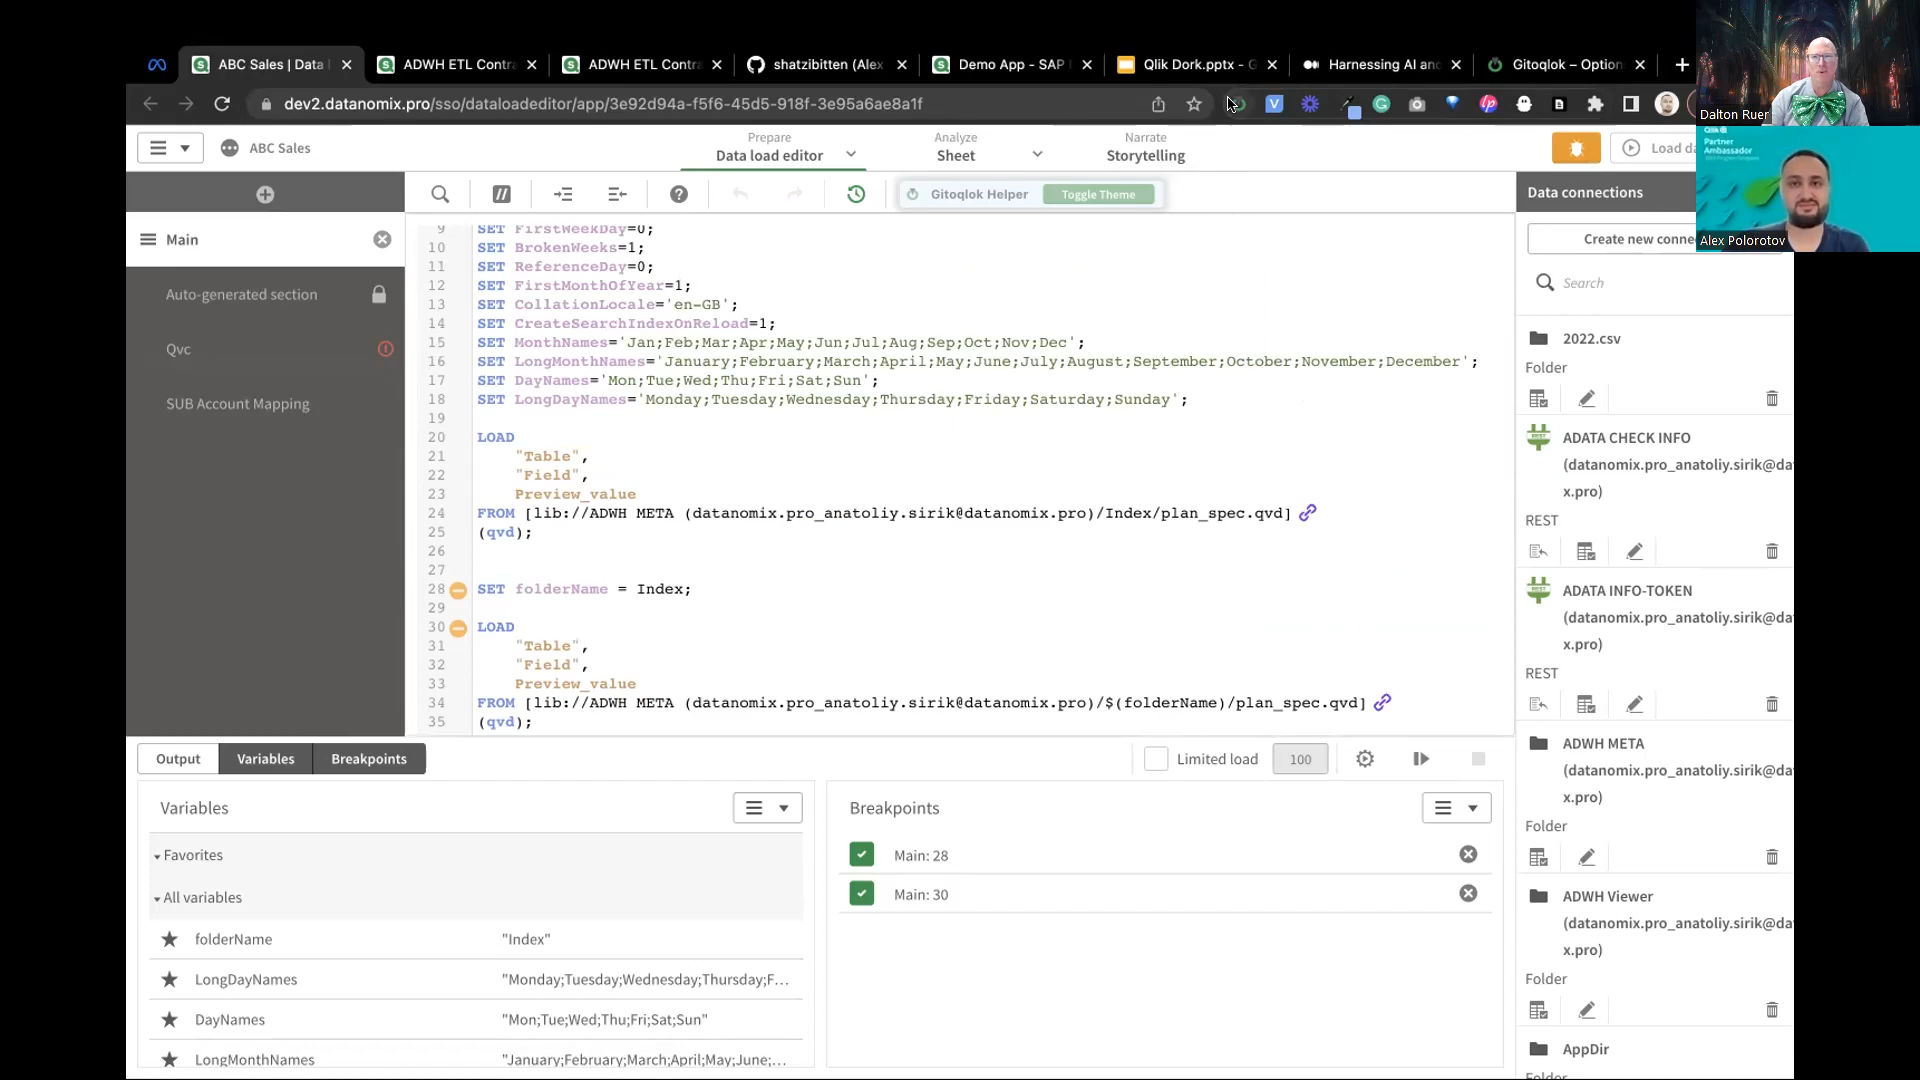 ABC Sales | Data l
ADWH ETL Contra
ADWH ETL Contra
shatzibitten (Alex
Demo App - SAP
Qlik Dork.pptx - G
Harnessing AI and
Gitoqlok – Option
dev2.datanomix.pro/sso/dataloadeditor/app/3e92d94a-f5f6-45d5-918f-3e95a6ae8a1f
Dalton Ruer
Qlik
Partner
Ambassador
Alex Polorotov
ABC Sales
Prepare
Data load editor
Analyze
Sheet
Narrate
Storytelling
Load da
Gitoqlok Helper
Toggle Theme
Data connections
Main
Auto-generated section
Qvc
SUB Account Mapping
9 SET FirstWeekDay=0;
10 SET BrokenWeeks=1;
11 SET ReferenceDay=0;
12 SET FirstMonthOfYear=1;
13 SET CollationLocale='en-GB';
14 SET CreateSearchIndexOnReload=1;
15 SET MonthNames='Jan;Feb;Mar;Apr;May;Jun;Jul;Aug;Sep;Oct;Nov;Dec';
16 SET LongMonthNames='January;February;March;April;May;June;July;August;September;October;November;December';
17 SET DayNames='Mon;Tue;Wed;Thu;Fri;Sat;Sun';
18 SET LongDayNames='Monday;Tuesday;Wednesday;Thursday;Friday;Saturday;Sunday';
19
20 LOAD
21 "Table",
22 "Field",
23 Preview_value
24 FROM [lib://ADWH META (datanomix.pro_anatoliy.sirik@datanomix.pro)/Index/plan_spec.qvd]
25 (qvd);
26
27
28 SET folderName = Index;
29
30 LOAD
31 "Table",
32 "Field",
33 Preview_value
34 FROM [lib://ADWH META (datanomix.pro_anatoliy.sirik@datanomix.pro)/$(folderName)/plan_spec.qvd]
35 (qvd);
Create new conne
Search
2022.csv
Folder
ADATA CHECK INFO
(datanomix.pro_anatoliy.sirik@da
x.pro)
REST
ADATA INFO-TOKEN
(datanomix.pro_anatoliy.sirik@da
x.pro)
REST
ADWH META
(datanomix.pro_anatoliy.sirik@da
x.pro)
Folder
ADWH Viewer
(datanomix.pro_anatoliy.sirik@da
x.pro)
Folder
AppDir
Folder
Output
Variables
Breakpoints
Limited load
100
Variables
Favorites
All variables
folderName "Index"
LongDayNames "Monday;Tuesday;Wednesday;Thursday;F...
DayNames "Mon;Tue;Wed;Thu;Fri;Sat;Sun"
LongMonthNames "January;February;March;April;May;June;...
Breakpoints
Main: 28
Main: 30